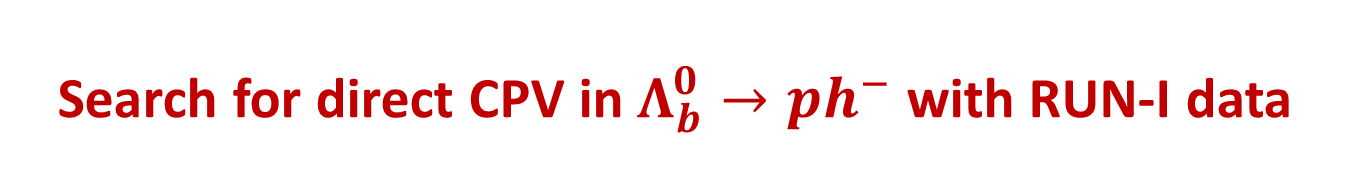 Search for direct CPV in Λ_b^0 → ph⁻ with RUN-I data